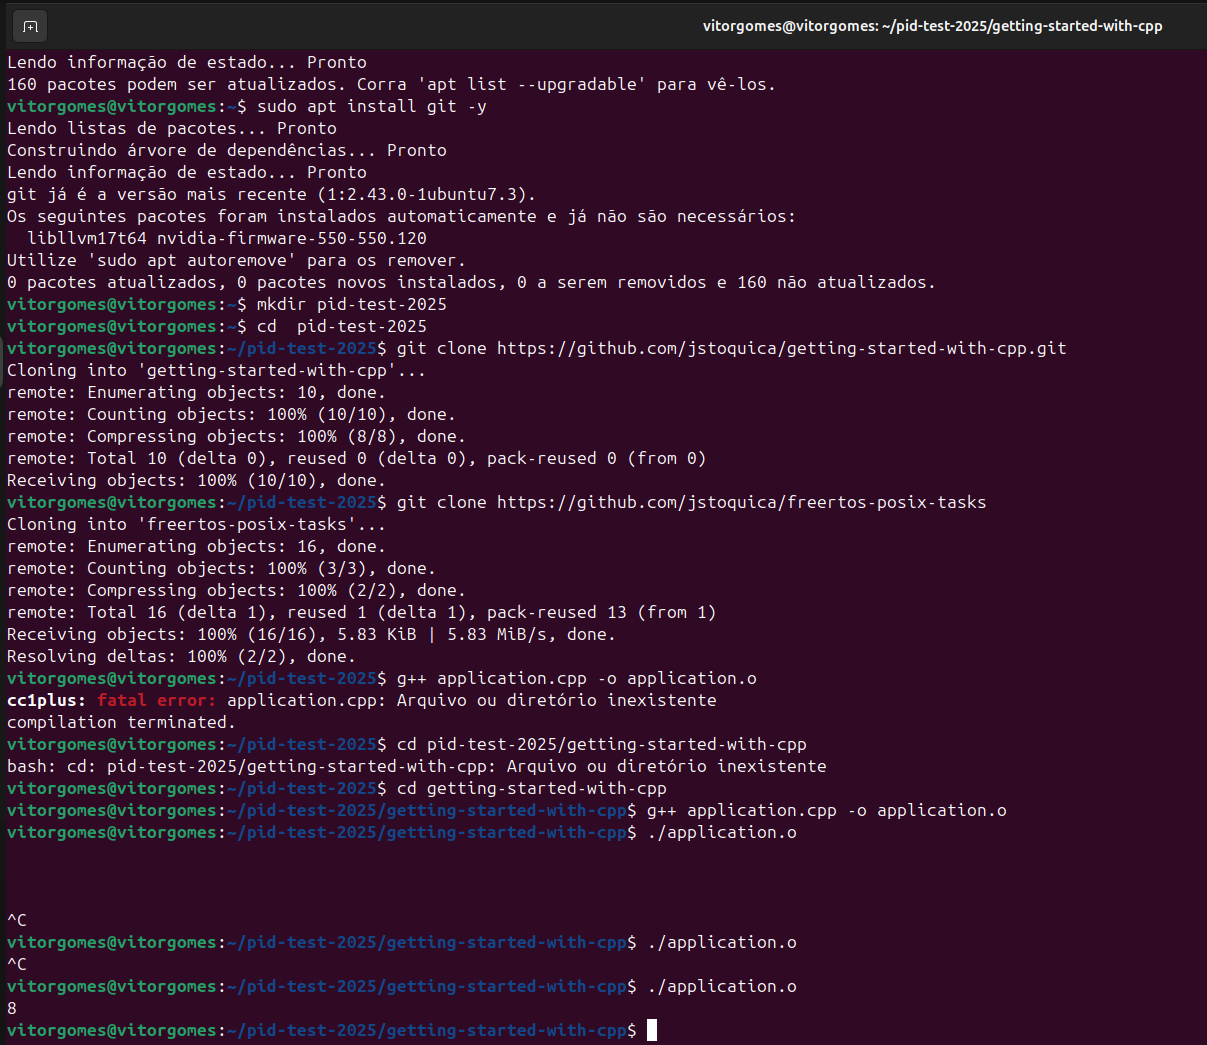 vitorgomes@vitorgomes: ~/pid-test-2025/getting-started-with-cpp
Lendo informação de estado... Pronto
160 pacotes podem ser atualizados. Corra 'apt list --upgradable' para vê-los.
vitorgomes@vitorgomes:~$ sudo apt install git -y
Lendo listas de pacotes... Pronto
Construindo árvore de dependências... Pronto
Lendo informação de estado... Pronto
git já é a versão mais recente (1:2.43.0-1ubuntu7.3).
Os seguintes pacotes foram instalados automaticamente e já não são necessários:
  libllvm17t64 nvidia-firmware-550-550.120
Utilize 'sudo apt autoremove' para os remover.
0 pacotes atualizados, 0 pacotes novos instalados, 0 a serem removidos e 160 não atualizados.
vitorgomes@vitorgomes:~$ mkdir pid-test-2025
vitorgomes@vitorgomes:~$ cd  pid-test-2025
vitorgomes@vitorgomes:~/pid-test-2025$ git clone https://github.com/jstoquica/getting-started-with-cpp.git
Cloning into 'getting-started-with-cpp'...
remote: Enumerating objects: 10, done.
remote: Counting objects: 100% (10/10), done.
remote: Compressing objects: 100% (8/8), done.
remote: Total 10 (delta 0), reused 0 (delta 0), pack-reused 0 (from 0)
Receiving objects: 100% (10/10), done.
vitorgomes@vitorgomes:~/pid-test-2025$ git clone https://github.com/jstoquica/freertos-posix-tasks
Cloning into 'freertos-posix-tasks'...
remote: Enumerating objects: 16, done.
remote: Counting objects: 100% (3/3), done.
remote: Compressing objects: 100% (2/2), done.
remote: Total 16 (delta 1), reused 1 (delta 1), pack-reused 13 (from 1)
Receiving objects: 100% (16/16), 5.83 KiB | 5.83 MiB/s, done.
Resolving deltas: 100% (2/2), done.
vitorgomes@vitorgomes:~/pid-test-2025$ g++ application.cpp -o application.o
cc1plus: fatal error: application.cpp: Arquivo ou diretório inexistente
compilation terminated.
vitorgomes@vitorgomes:~/pid-test-2025$ cd pid-test-2025/getting-started-with-cpp
bash: cd: pid-test-2025/getting-started-with-cpp: Arquivo ou diretório inexistente
vitorgomes@vitorgomes:~/pid-test-2025$ cd getting-started-with-cpp
vitorgomes@vitorgomes:~/pid-test-2025/getting-started-with-cpp$ g++ application.cpp -o application.o
vitorgomes@vitorgomes:~/pid-test-2025/getting-started-with-cpp$ ./application.o
^C
vitorgomes@vitorgomes:~/pid-test-2025/getting-started-with-cpp$ ./application.o
^C
vitorgomes@vitorgomes:~/pid-test-2025/getting-started-with-cpp$ ./application.o
8
vitorgomes@vitorgomes:~/pid-test-2025/getting-started-with-cpp$